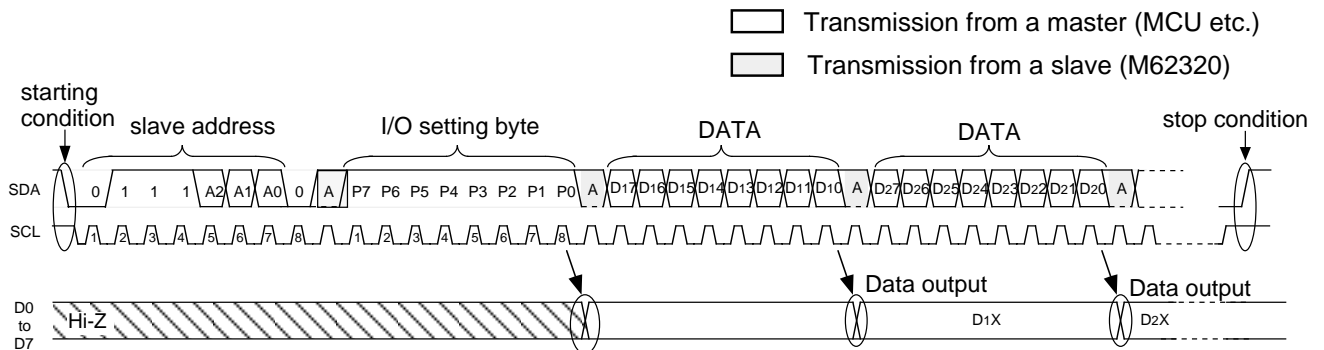 Transmission from a master (MCU etc.)
Transmission from a slave (M62320)
starting
condition
slave address
I/O setting byte
DATA
DATA
stop condition
SDA
0 1 1 1 A2 A1 A0 0 A P7 P6 P5 P4 P3 P2 P1 P0 A D17 D16 D15 D14 D13 D12 D11 D10 A D27 D26 D25 D24 D23 D22 D21 D20 A
SCL
1 2 3 4 5 6 7 8 1 2 3 4 5 6 7 8
Data output
Data output
D0
to
D7
Hi-Z
D1X
D2X